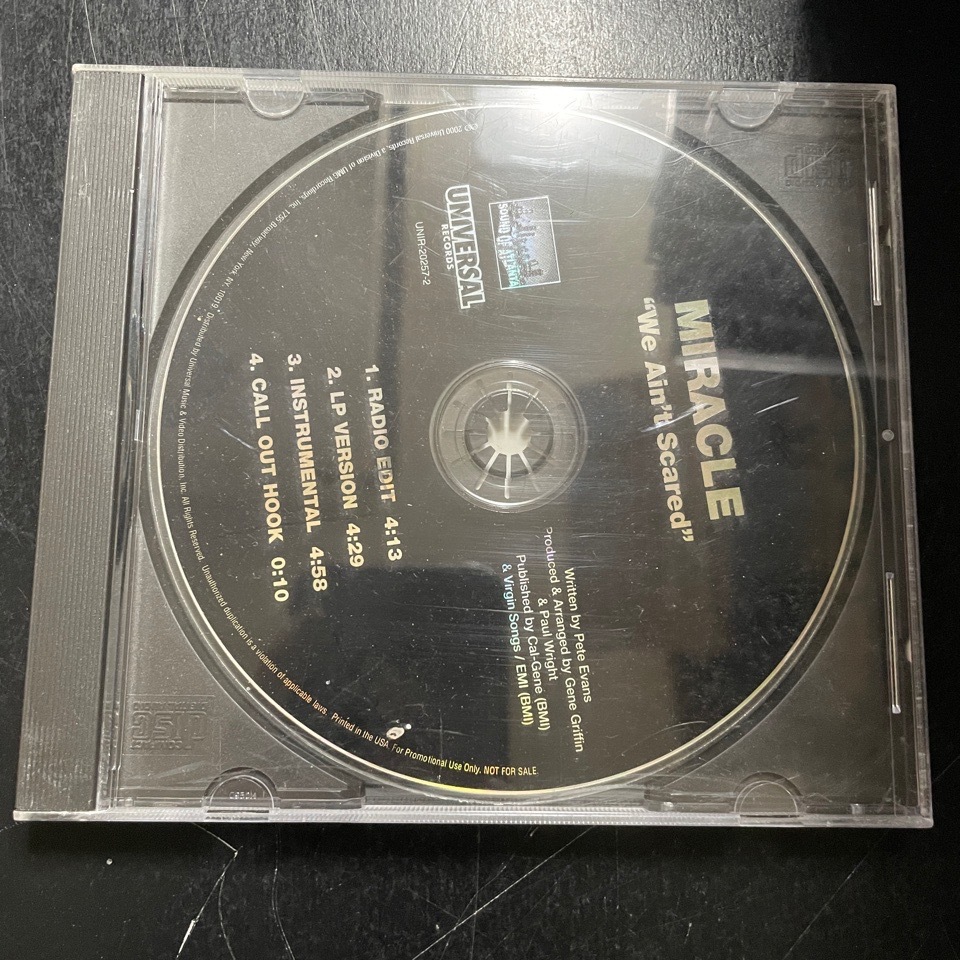 MIRACLE
“We Ain’t Scared”
SOUND OF ATLANTA
UNIVERSAL
RECORDS
UNIR-20257-2
Written by Pete Evans
Produced & Arranged by Gene Griffin
& Paul Wright
Published by Cal-Gene (BMI)
& Virgin Songs / EMI (BMI)
1. RADIO EDIT 4:13
2. LP VERSION 4:29
3. INSTRUMENTAL 4:58
4. CALL OUT HOOK 0:10
2000 Universal Records, a Division of UMG Recordings, Inc. 1755 Broadway, New York, NY. 10019. Distributed by Universal Music & Video Distribution, Inc. All Rights Reserved. Unauthorized duplication is a violation of applicable laws. Printed in the USA. For Promotional Use Only. NOT FOR SALE.